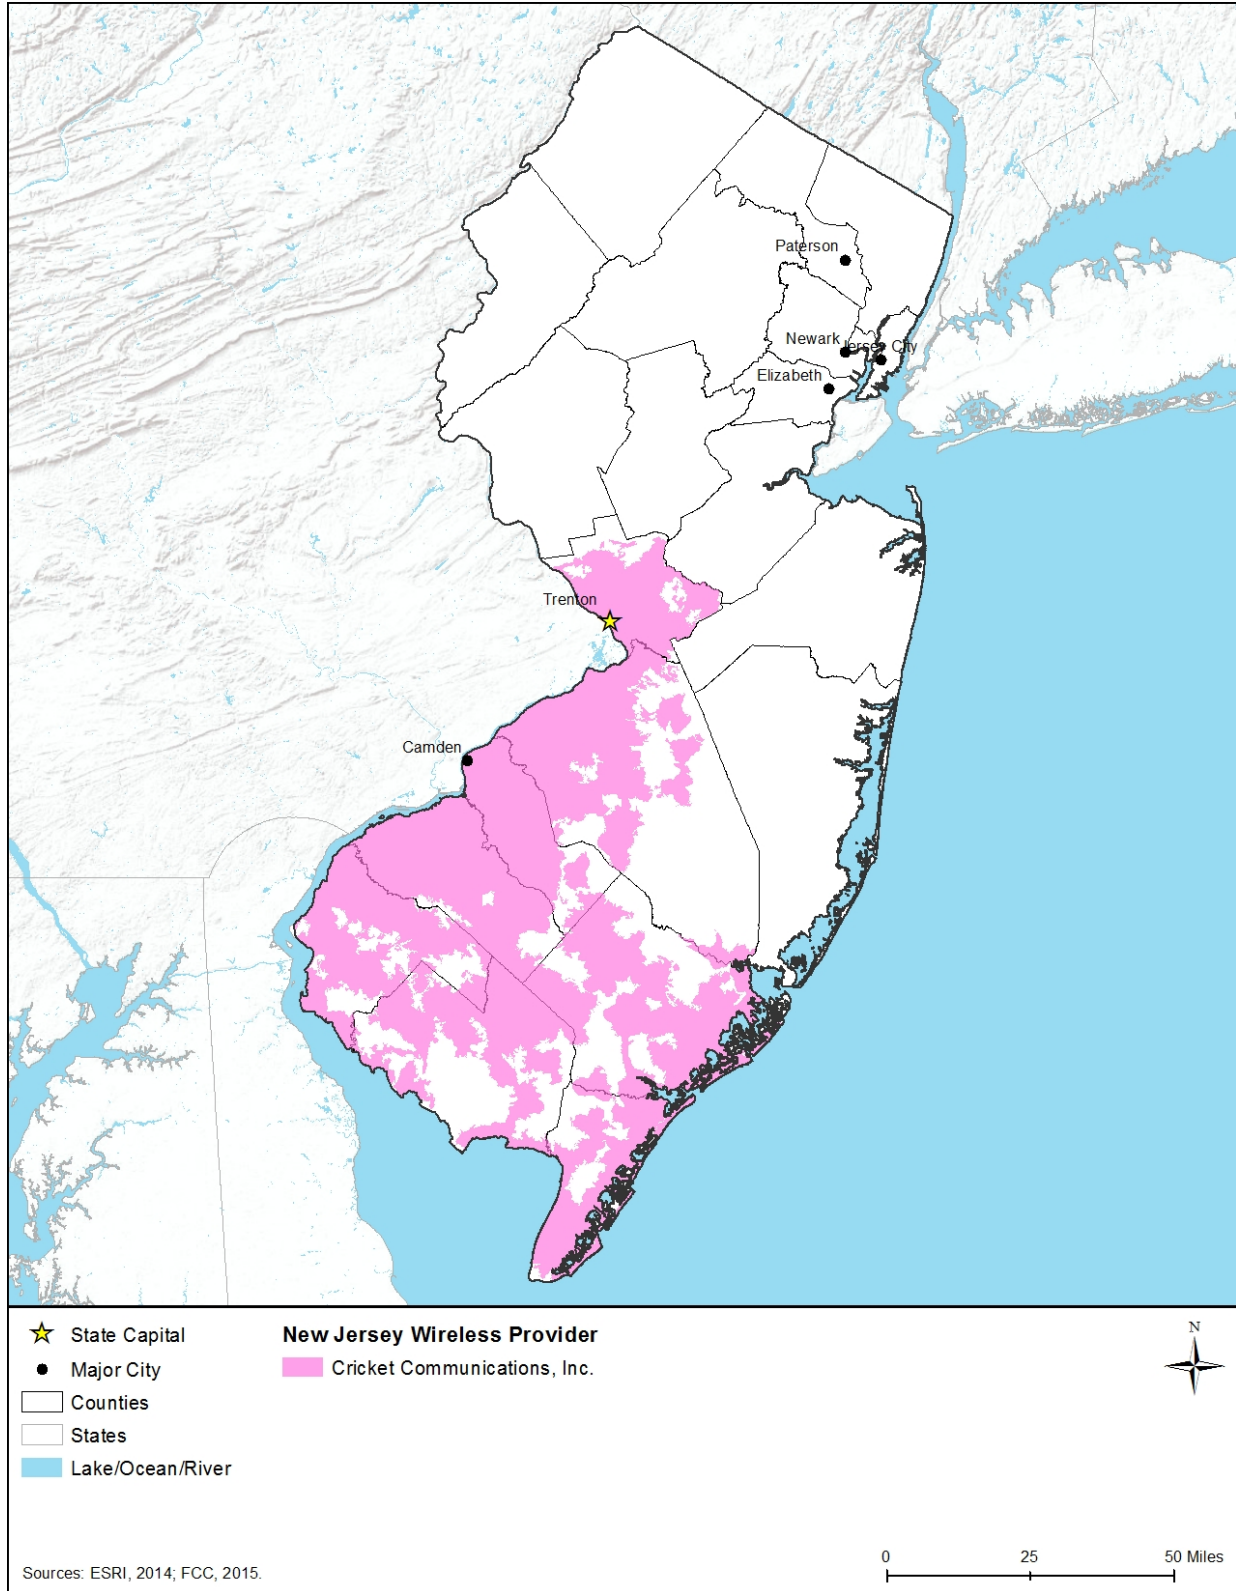 Paterson
Newark
Jersey City
Elizabeth
Trenton
Camden
State Capital
Major City
Counties
States
Lake/Ocean/River
New Jersey Wireless Provider
Cricket Communications, Inc.
N
0 25 50 Miles
Sources: ESRI, 2014; FCC, 2015.